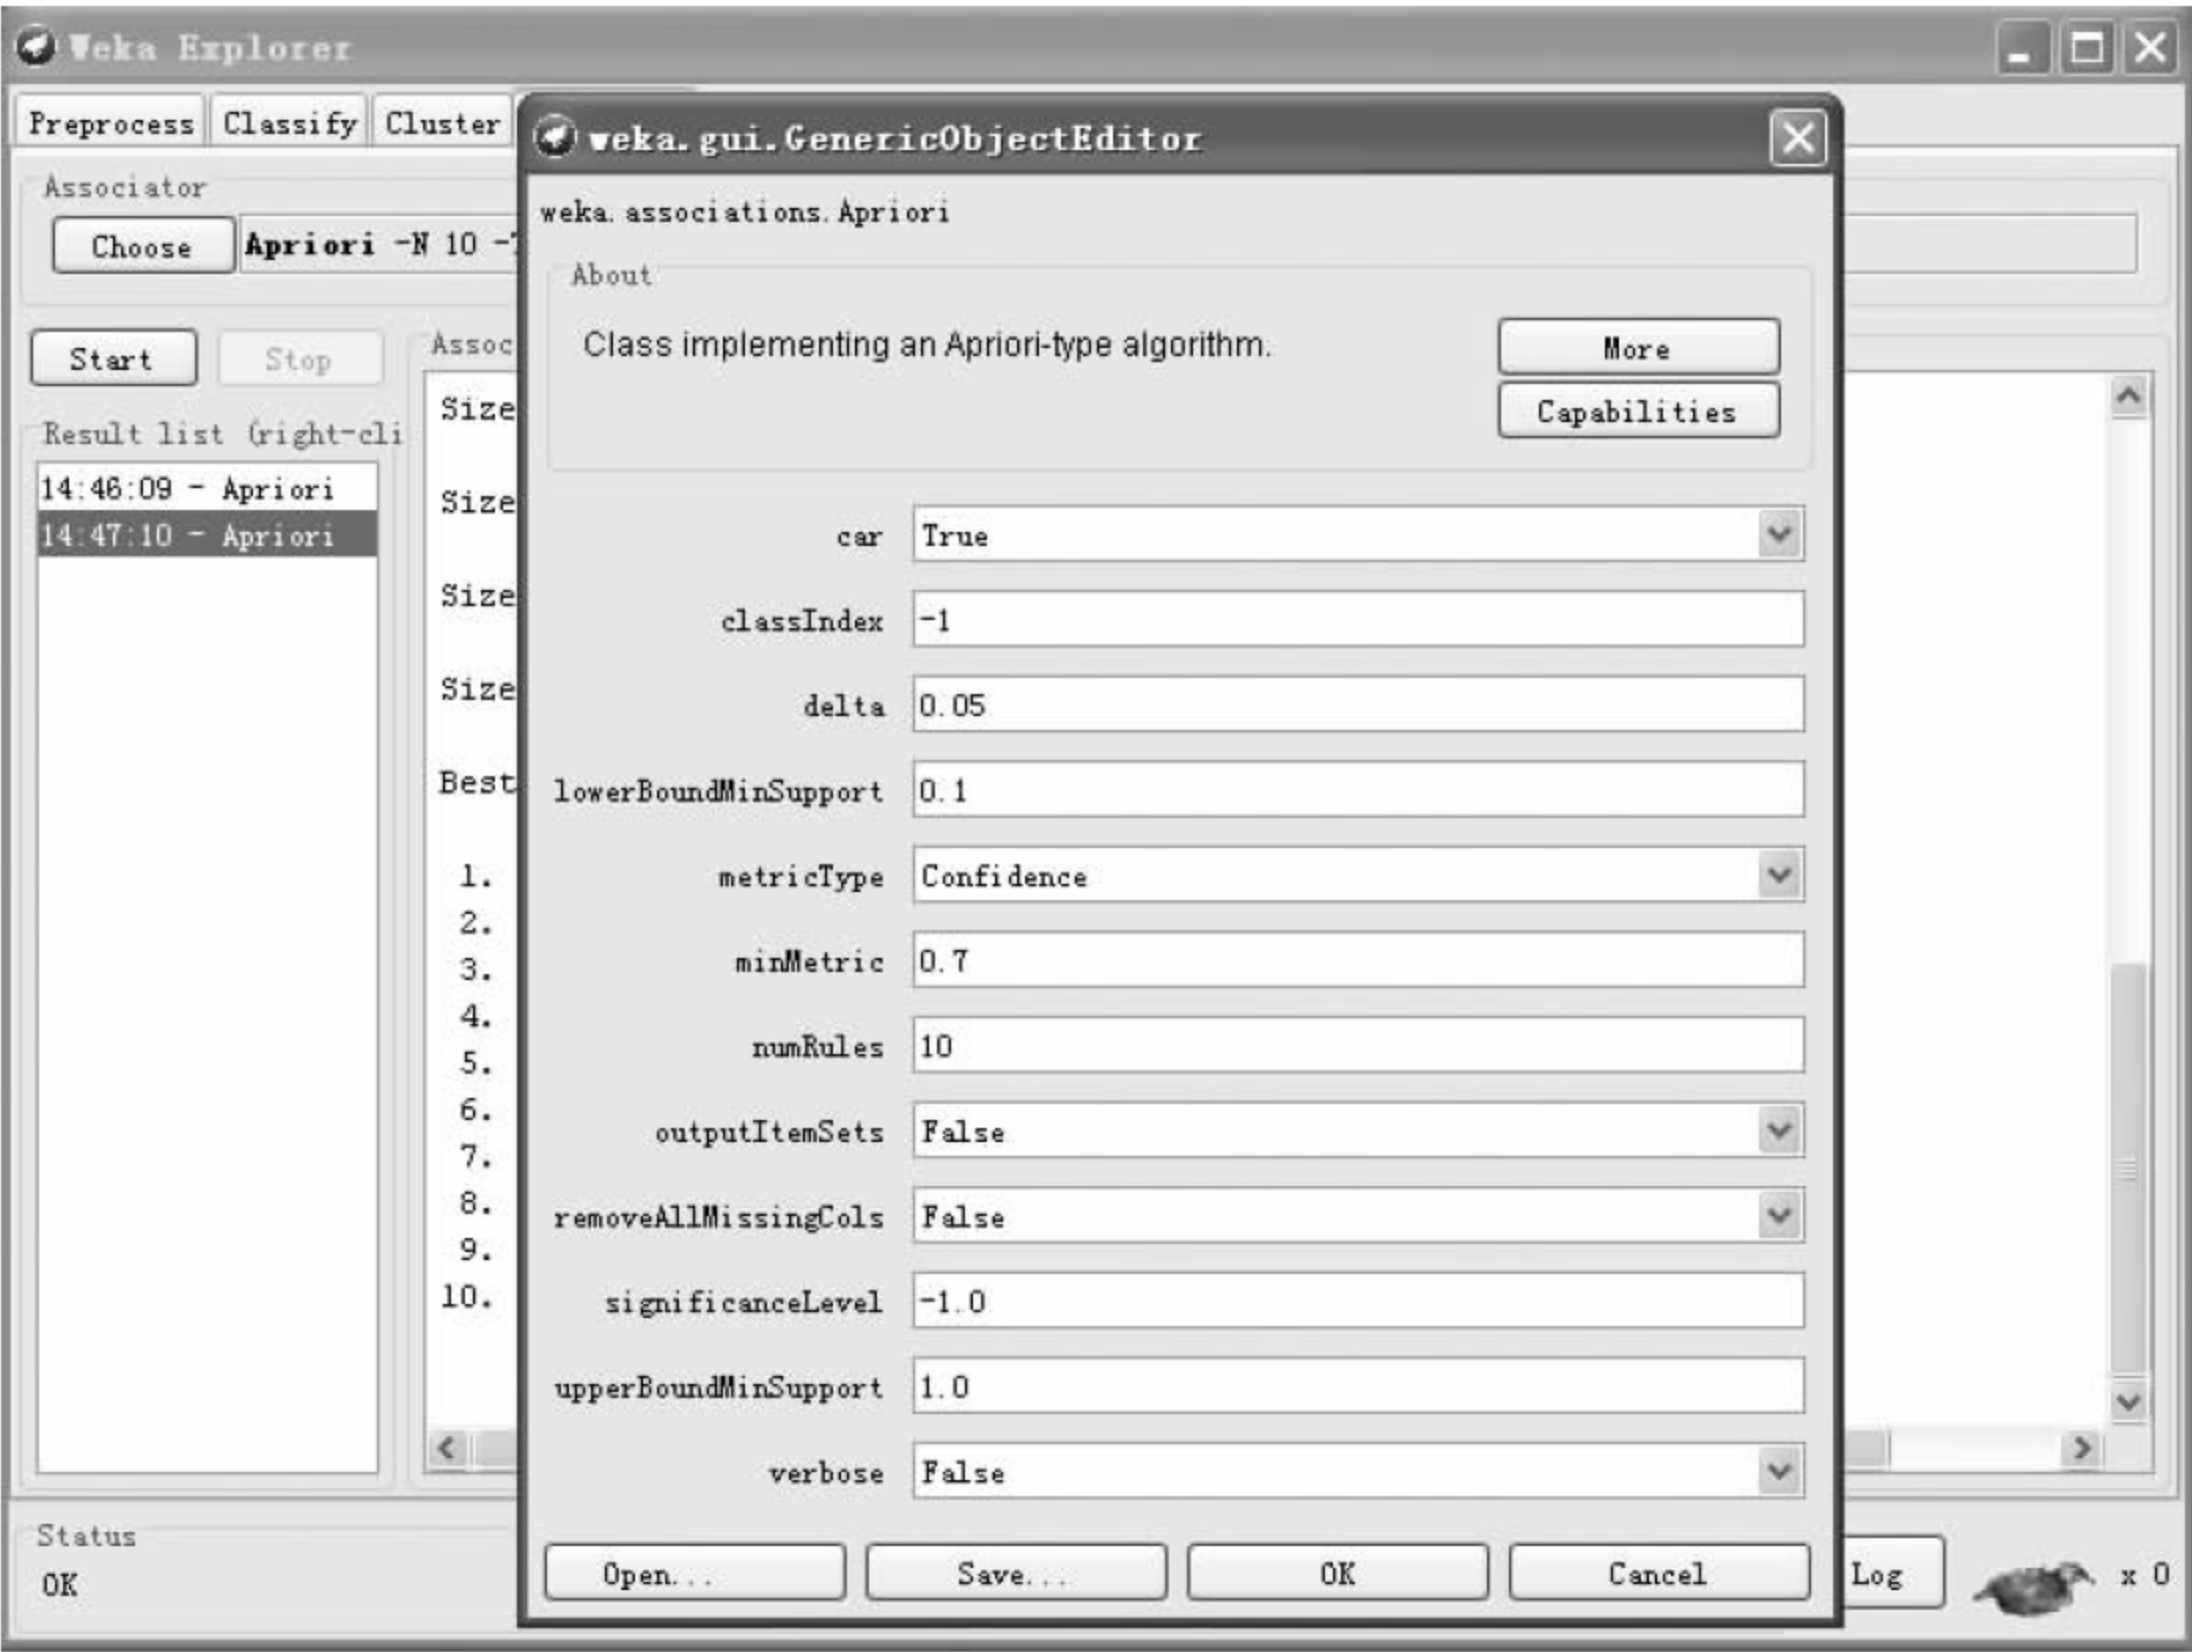 Weka Explorer
Preprocess Classify Cluster
weka.gui.GenericObjectEditor
Associator
Choose Apriori -N 10
weka.associations.Apriori
About
Class implementing an Apriori-type algorithm.
More
Capabilities
Start Stop
Assoc
Result list (right-cli
14:46:09 - Apriori
14:47:10 - Apriori
Size
Size
Size
Size
Best
1.
2.
3.
4.
5.
6.
7.
8.
9.
10.
car True
classIndex -1
delta 0.05
lowerBoundMinSupport 0.1
metricType Confidence
minMetric 0.7
numRules 10
outputItemSets False
removeAllMissingCols False
significanceLevel -1.0
upperBoundMinSupport 1.0
verbose False
Open... Save... OK Cancel
Status
OK
Log x 0